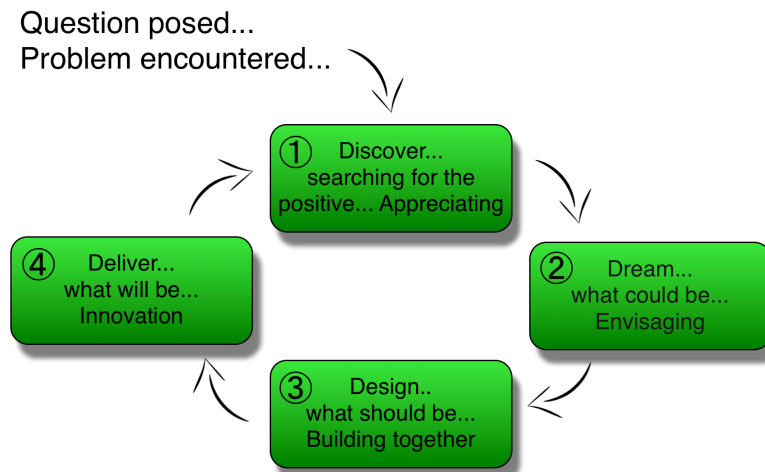 Question posed...
Problem encountered...
① Discover...
searching for the
positive... Appreciating
② Dream...
what could be...
Envisaging
③ Design..
what should be...
Building together
④ Deliver...
what will be...
Innovation